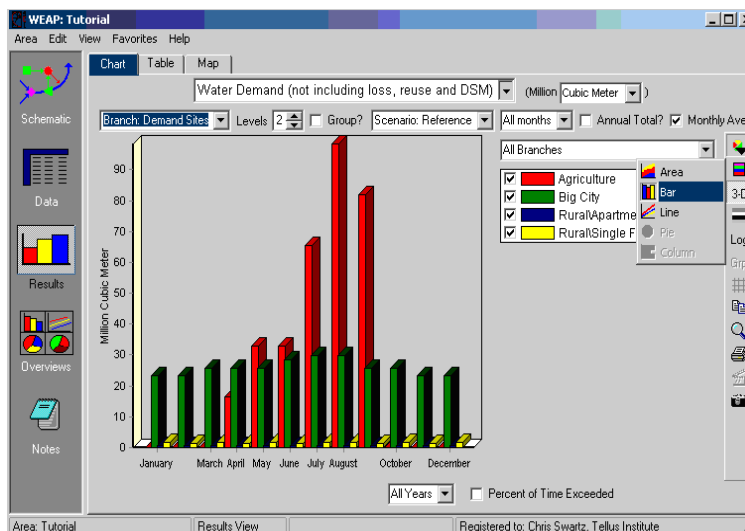 WEAP: Tutorial
Area Edit View Favorites Help
Chart Table Map
Water Demand (not including loss, reuse and DSM) (Million Cubic Meter )
Branch: Demand Sites Levels 2 Group? Scenario: Reference All months Annual Total? Monthly Ave
All Branches
Agriculture
Big City
Rural\Apartme
Rural\Single F
Area
Bar
Line
Pie
Column
3-D
Log
Grp
Schematic
Data
Results
Overviews
Notes
Million Cubic Meter
90
80
70
60
50
40
30
20
10
0
January March April May June July August October December
All Years Percent of Time Exceeded
Area: Tutorial Results View Registered to: Chris Swartz, Tellus Institute